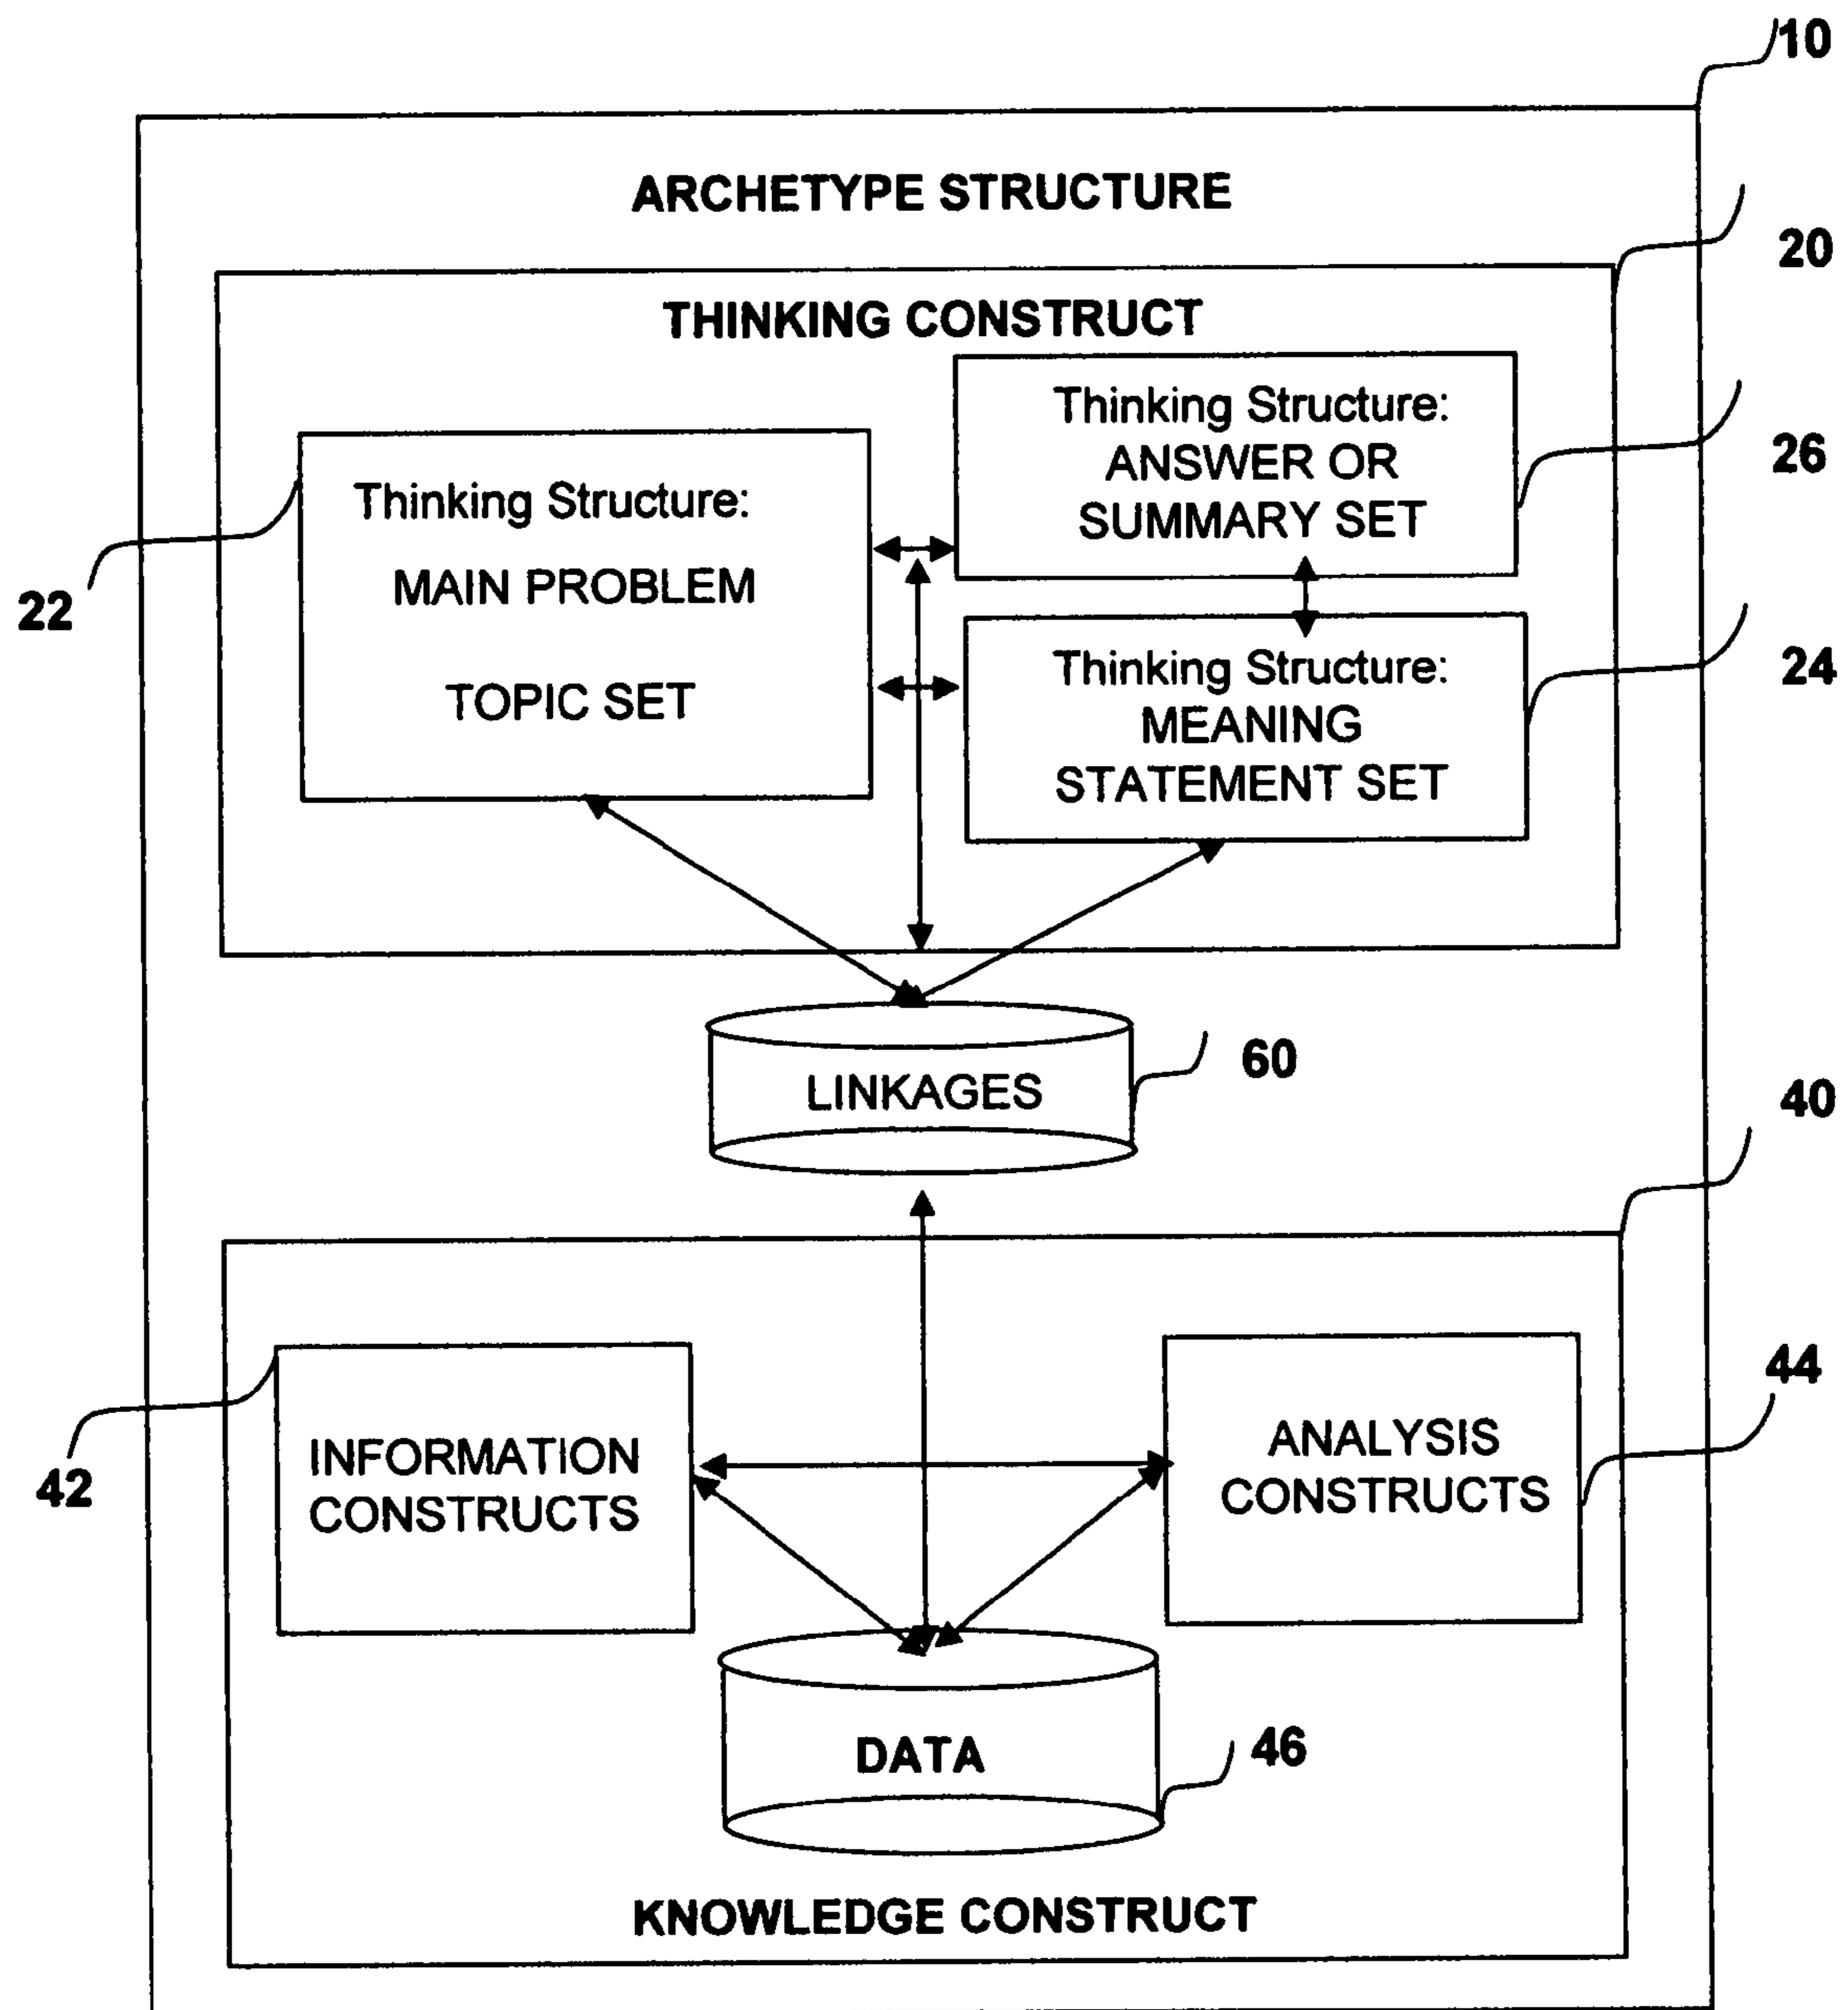 10
ARCHETYPE STRUCTURE
20
THINKING CONSTRUCT
Thinking Structure:
ANSWER OR
SUMMARY SET
26
Thinking Structure:
MAIN PROBLEM
TOPIC SET
22
Thinking Structure:
MEANING
STATEMENT SET
24
LINKAGES
60
40
INFORMATION
CONSTRUCTS
42
ANALYSIS
CONSTRUCTS
44
DATA
46
KNOWLEDGE CONSTRUCT